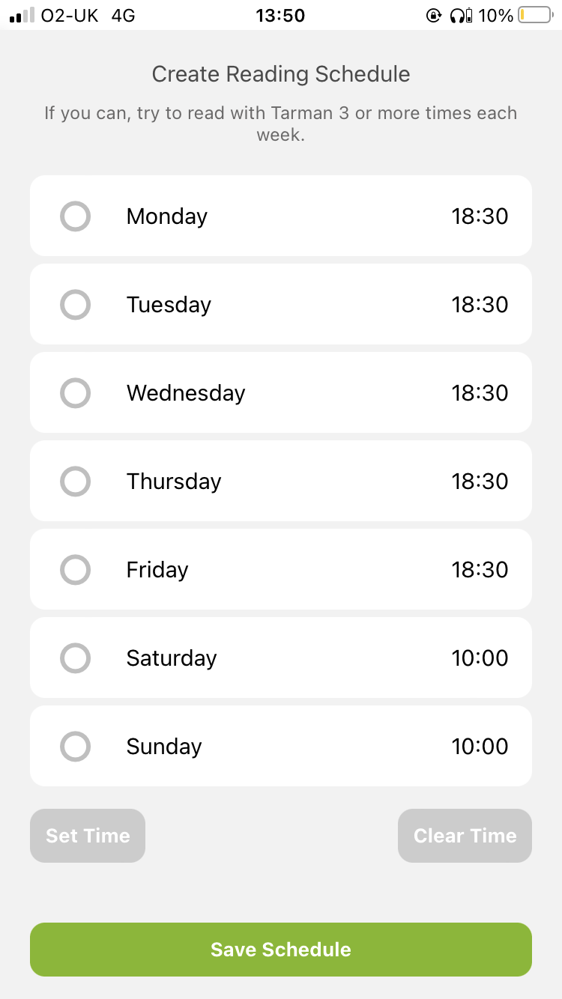 O2-UK 4G 13:50 10%
Create Reading Schedule
If you can, try to read with Tarman 3 or more times each
week.
Monday 18:30
Tuesday 18:30
Wednesday 18:30
Thursday 18:30
Friday 18:30
Saturday 10:00
Sunday 10:00
Set Time Clear Time
Save Schedule